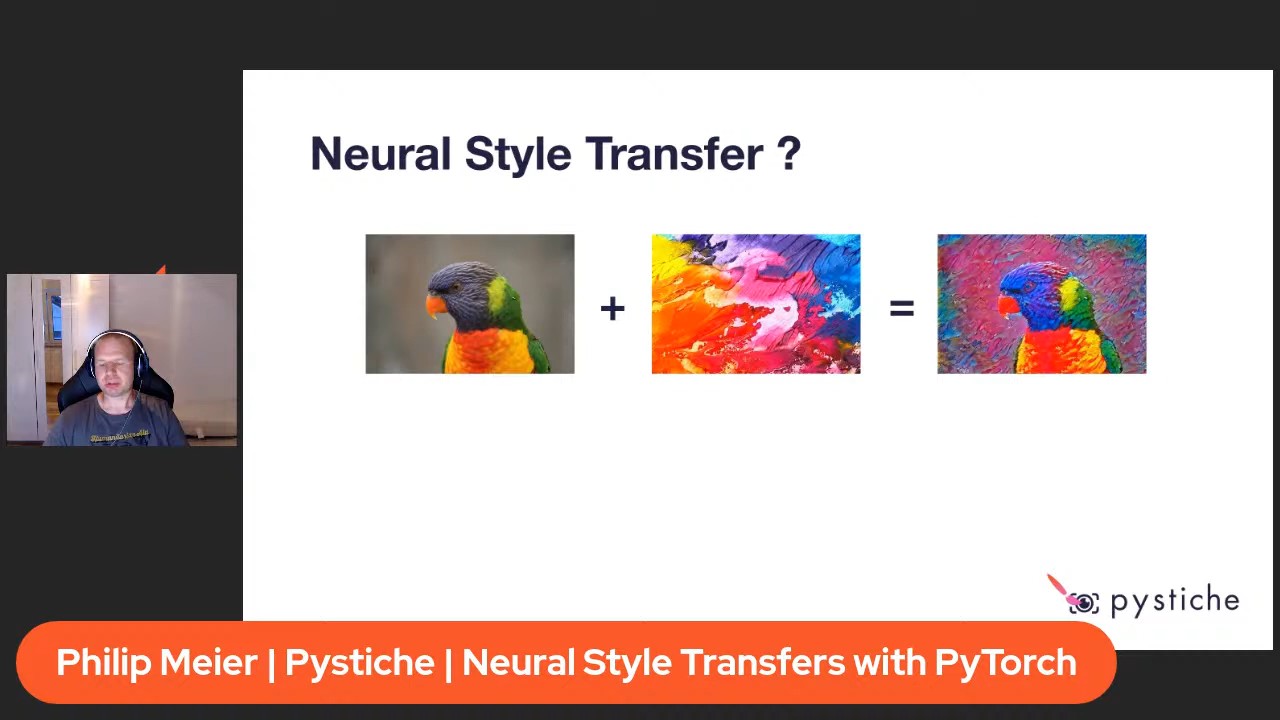 Neural Style Transfer ?
+
=
pystiche
Philip Meier | Pystiche | Neural Style Transfers with PyTorch